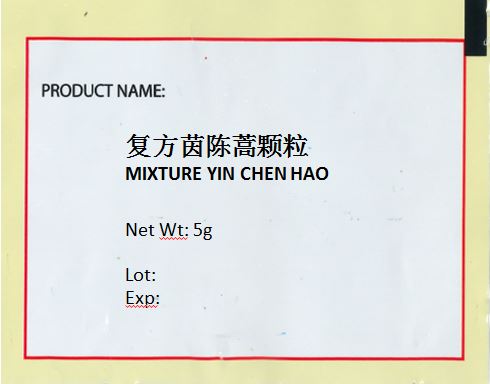 PRODUCT NAME:
复方茵陈蒿颗粒
MIXTURE YIN CHEN HAO
Net Wt: 5g
Lot:
Exp: